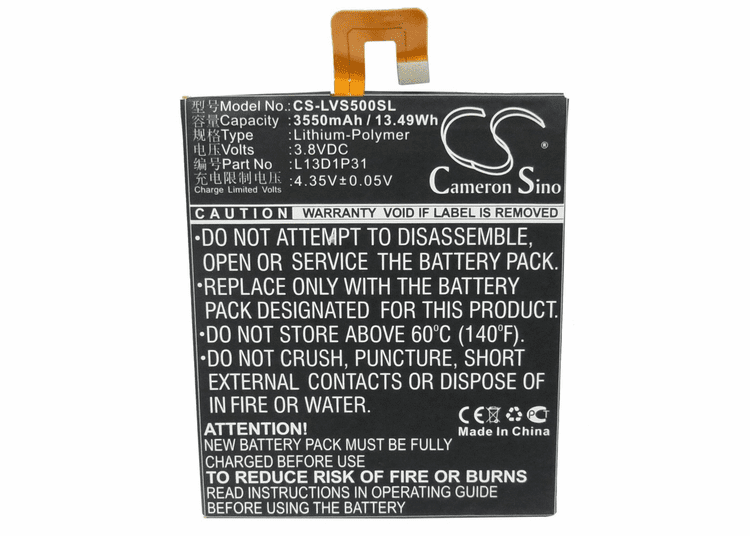 型号Model No.: CS-LVS500SL
容量Capacity: 3550mAh / 13.49Wh
类型Type: Lithium-Polymer
电压Volts: 3.8VDC
编号Part No.: L13D1P31
充电限制电压: 4.35V±0.05V
Charge Limited Volts
CS
Cameron Sino
CAUTION WARRANTY VOID IF LABEL IS REMOVED
•DO NOT ATTEMPT TO DISASSEMBLE,
OPEN OR SERVICE THE BATTERY PACK.
•REPLACE ONLY WITH THE BATTERY
PACK DESIGNATED FOR THIS PRODUCT.
•DO NOT STORE ABOVE 60°C (140°F).
•DO NOT CRUSH, PUNCTURE, SHORT
EXTERNAL CONTACTS OR DISPOSE OF
IN FIRE OR WATER.
CE PCT
Made In China
ATTENTION!
NEW BATTERY PACK MUST BE FULLY
CHARGED BEFORE USE
TO REDUCE RISK OF FIRE OR BURNING
READ INSTRUCTIONS IN OPERATING GUIDE
BEFORE USING THE BATTERY